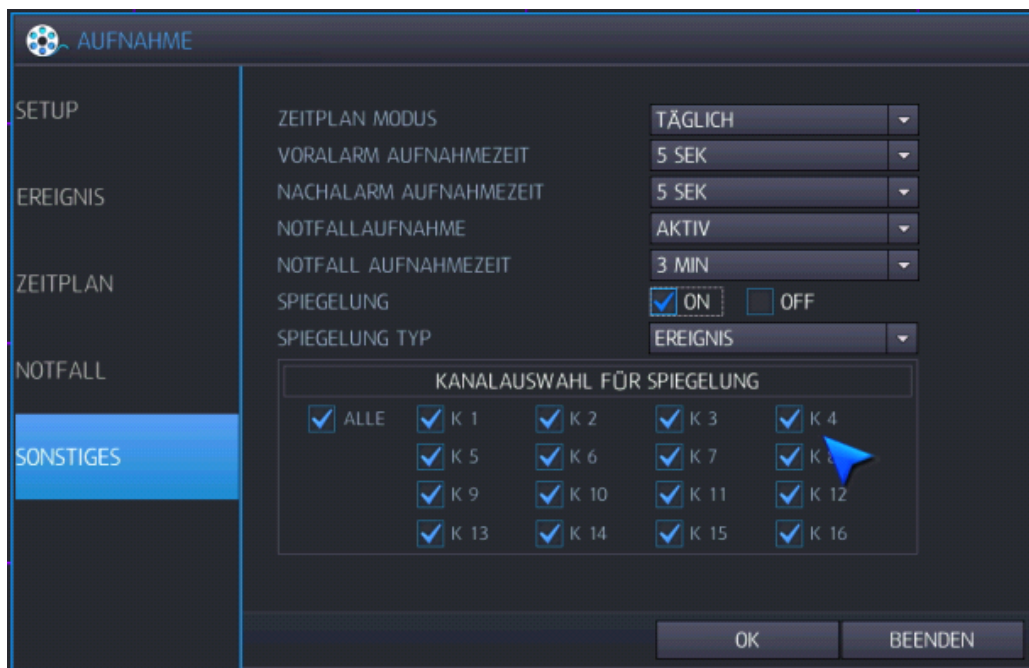 AUFNAHME
SETUP
EREIGNIS
ZEITPLAN
NOTFALL
SONSTIGES
ZEITPLAN MODUS TÄGLICH
VORALARM AUFNAHMEZEIT 5 SEK
NACHALARM AUFNAHMEZEIT 5 SEK
NOTFALLAUFNAHME AKTIV
NOTFALL AUFNAHMEZEIT 3 MIN
SPIEGELUNG ON OFF
SPIEGELUNG TYP EREIGNIS
KANALAUSWAHL FÜR SPIEGELUNG
ALLE K 1 K 2 K 3 K 4
K 5 K 6 K 7 K
K 9 K 10 K 11 K 12
K 13 K 14 K 15 K 16
OK BEENDEN